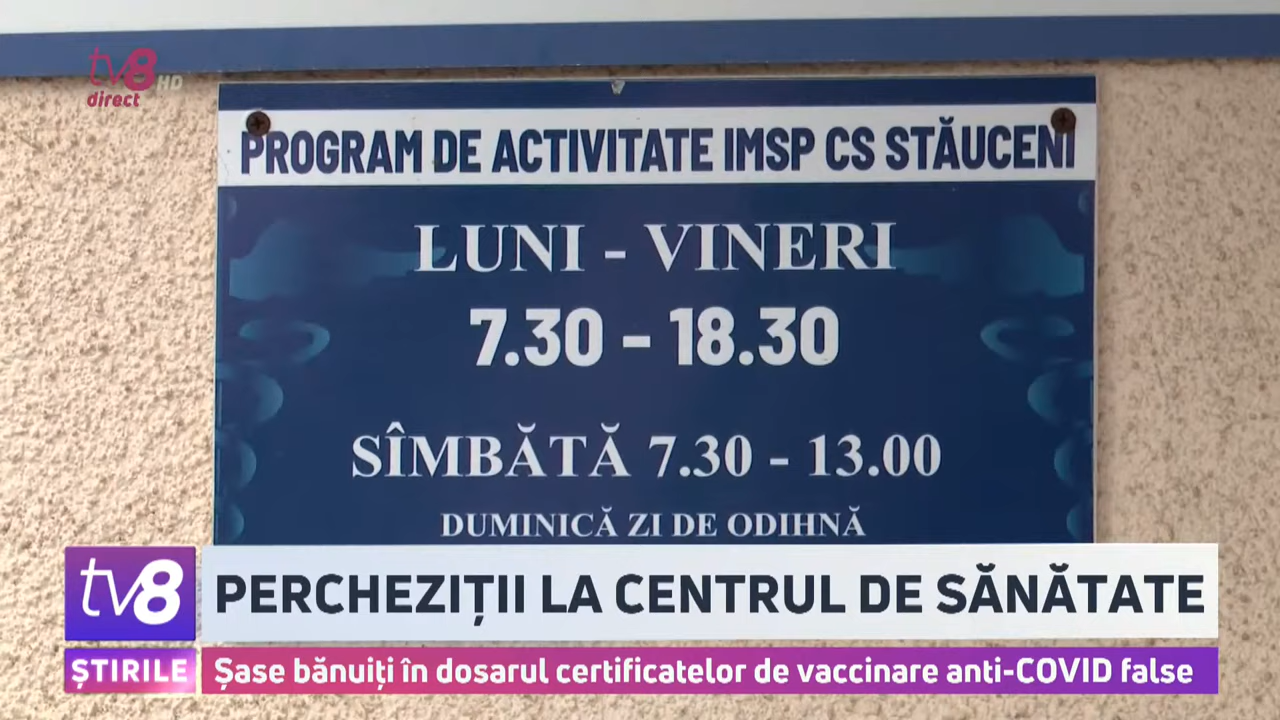 tv8 HD
direct
PROGRAM DE ACTIVITATE IMSP CS STĂUCENI
LUNI - VINERI
7.30 - 18.30
SÎMBĂTĂ 7.30 - 13.00
DUMINICĂ ZI DE ODIHNĂ
tv8 PERCHEZIȚII LA CENTRUL DE SĂNĂTATE
ȘTIRILE Șase bănuiți în dosarul certificatelor de vaccinare anti-COVID false